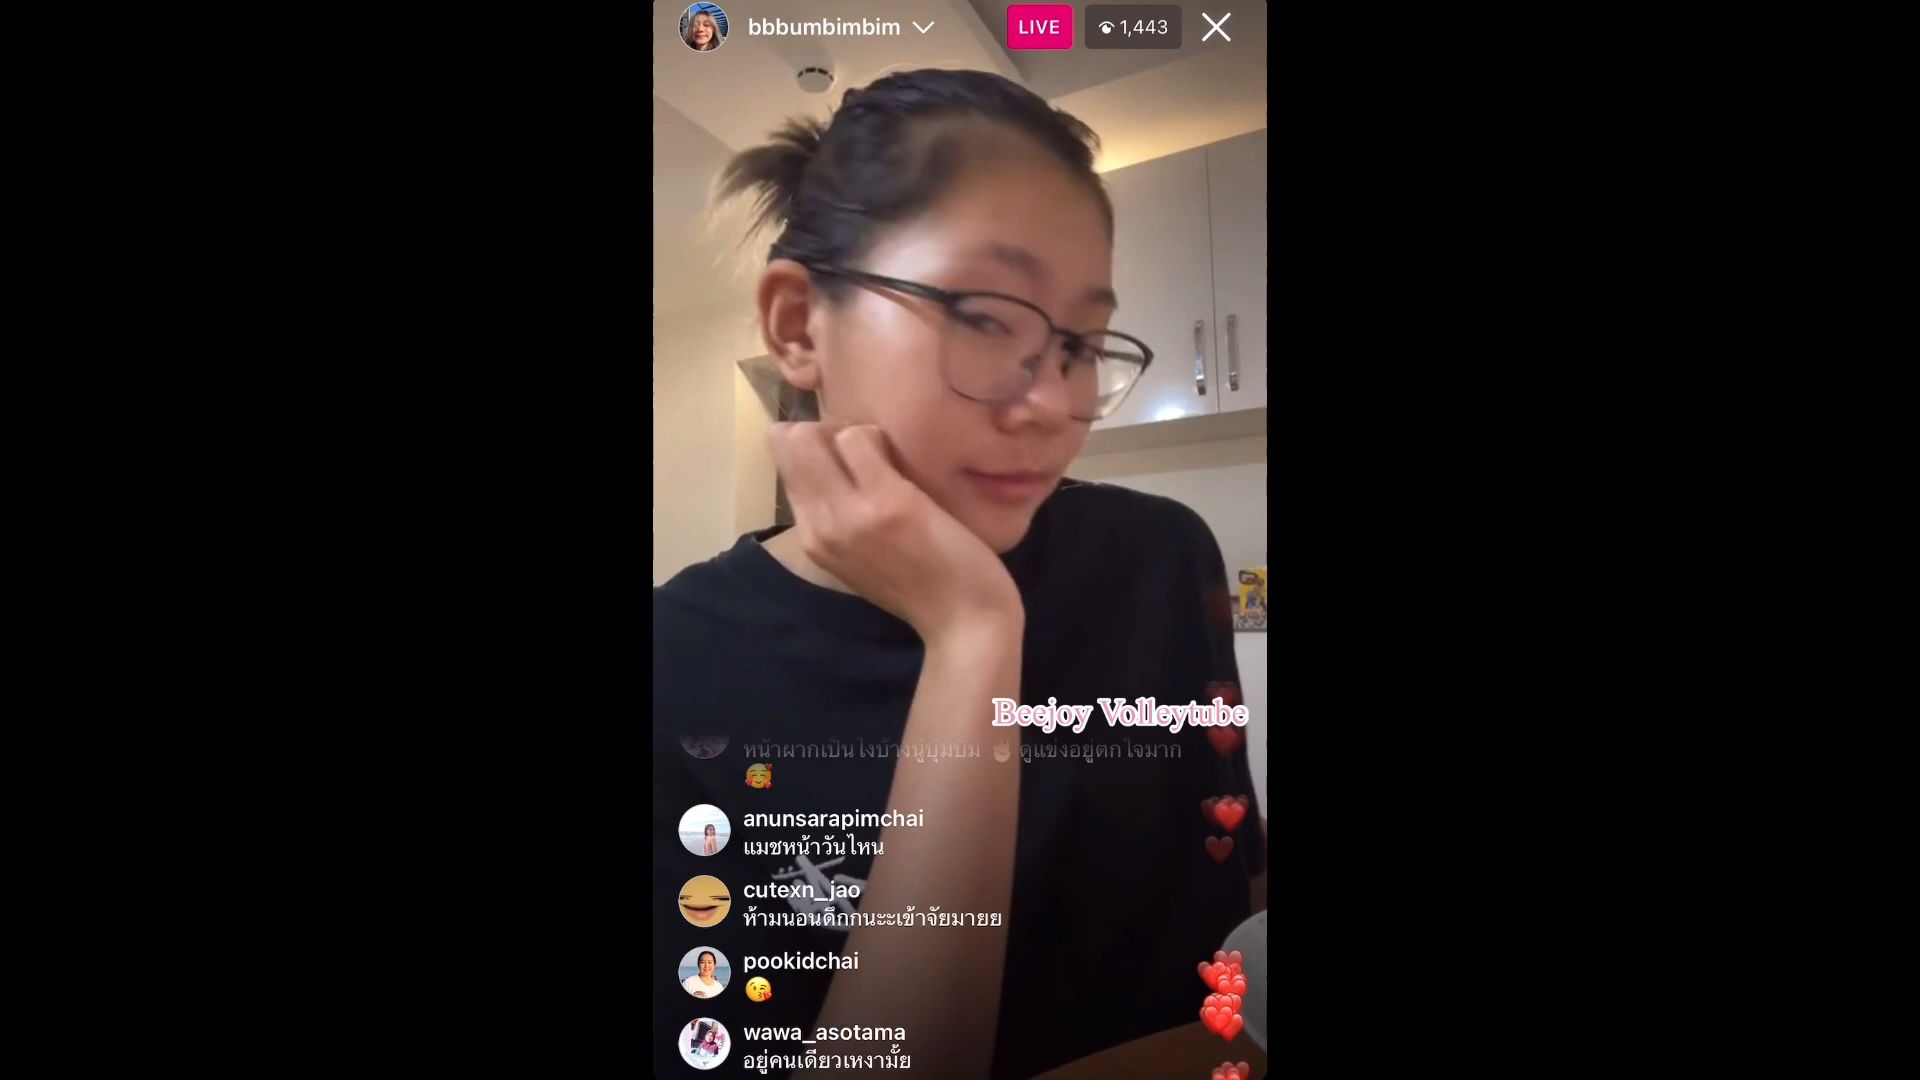 bbbumbimbim
LIVE
1,443
Beejoy Volleytube
หน้าผากเป็นไงบ้างนู๋บุ๋มบิ๋ม ✌🏻 ดูแข่งอยู่ตกใจมาก
🥰
anunsarapimchai
แมชหน้าวันไหน
cutexn_jao
ห้ามนอนดึกกนะะเข้าจัยมายย
pookidchai
😘
wawa_asotama
อยู่คนเดียวเหงามั้ย